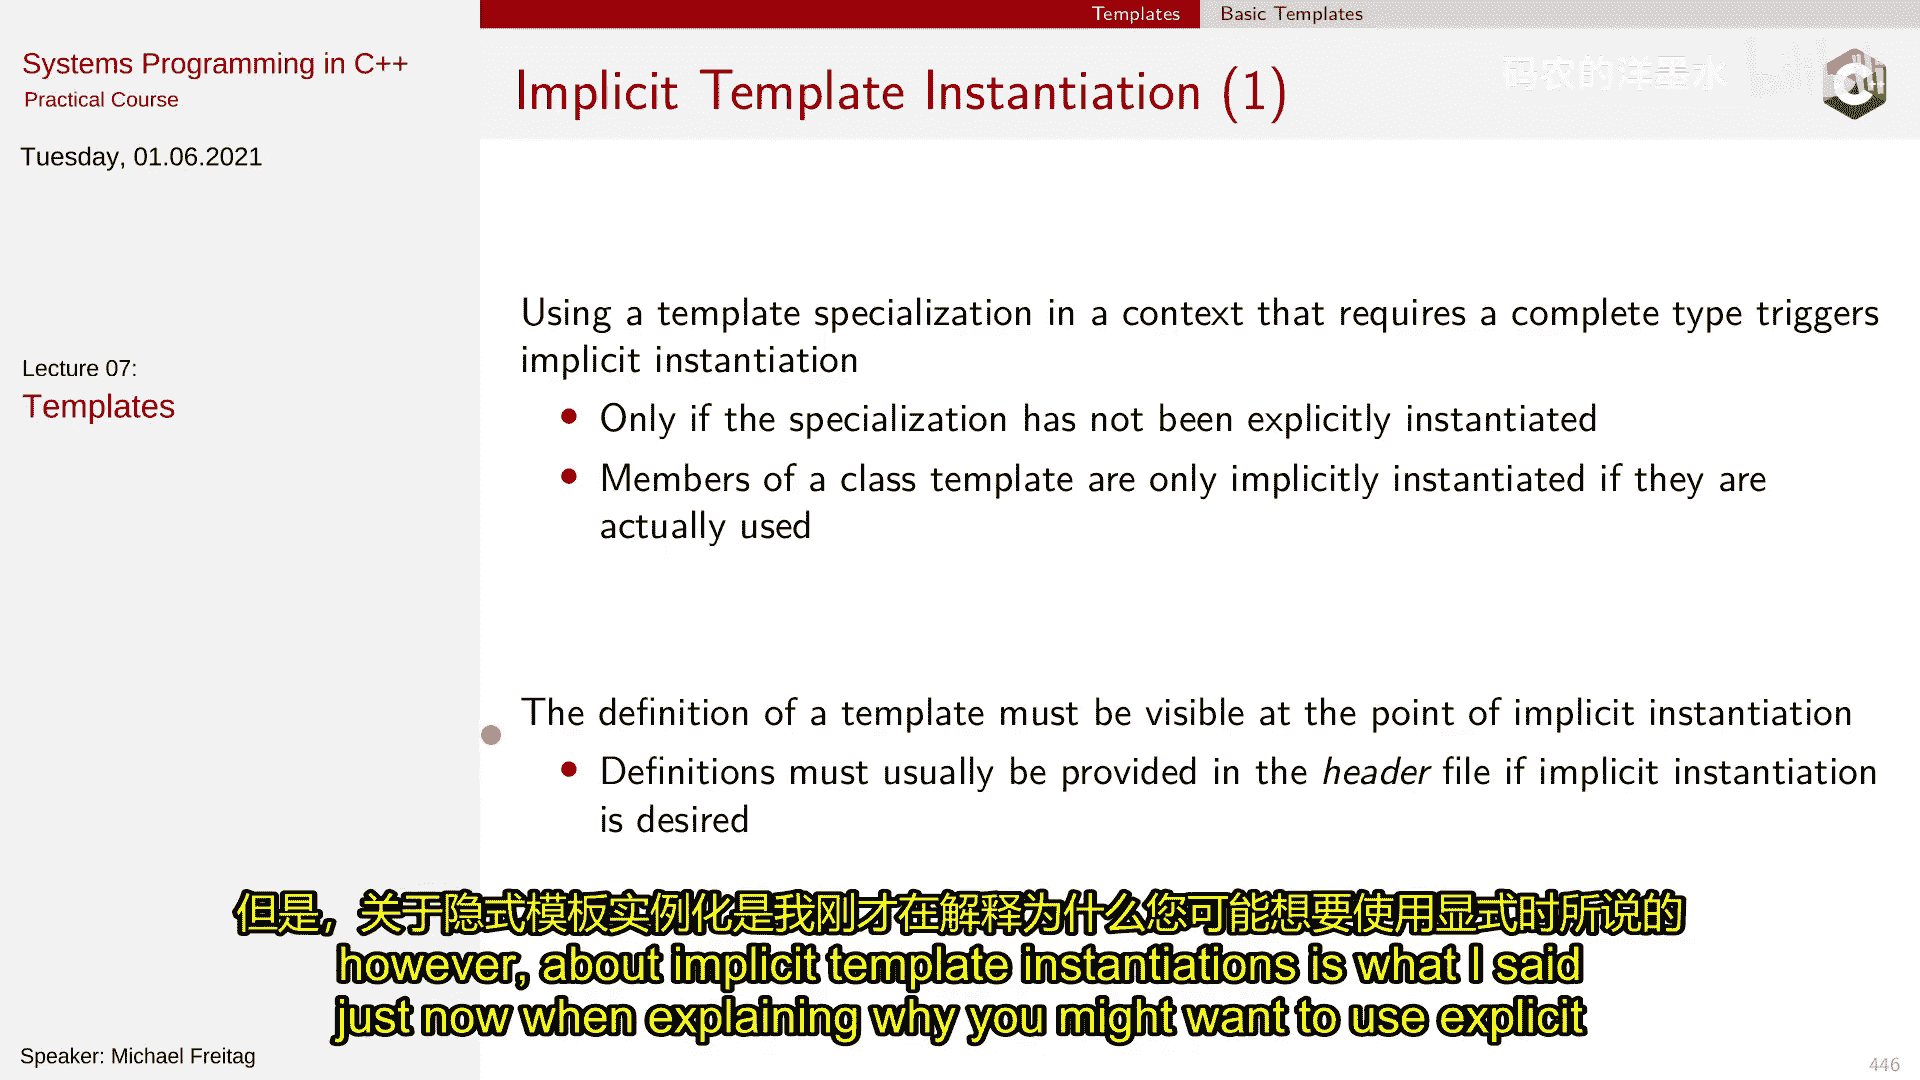 Templates Basic Templates
Systems Programming in C++
Practical Course
Tuesday, 01.06.2021
Lecture 07:
Templates
Implicit Template Instantiation (1)
码农的洋墨水
Using a template specialization in a context that requires a complete type triggers
implicit instantiation
Only if the specialization has not been explicitly instantiated
Members of a class template are only implicitly instantiated if they are
actually used
The definition of a template must be visible at the point of implicit instantiation
Definitions must usually be provided in the header file if implicit instantiation
is desired
但是，关于隐式模板实例化是我刚才在解释为什么您可能想要使用显式时所说的
however, about implicit template instantiations is what I said
just now when explaining why you might want to use explicit
Speaker: Michael Freitag
446